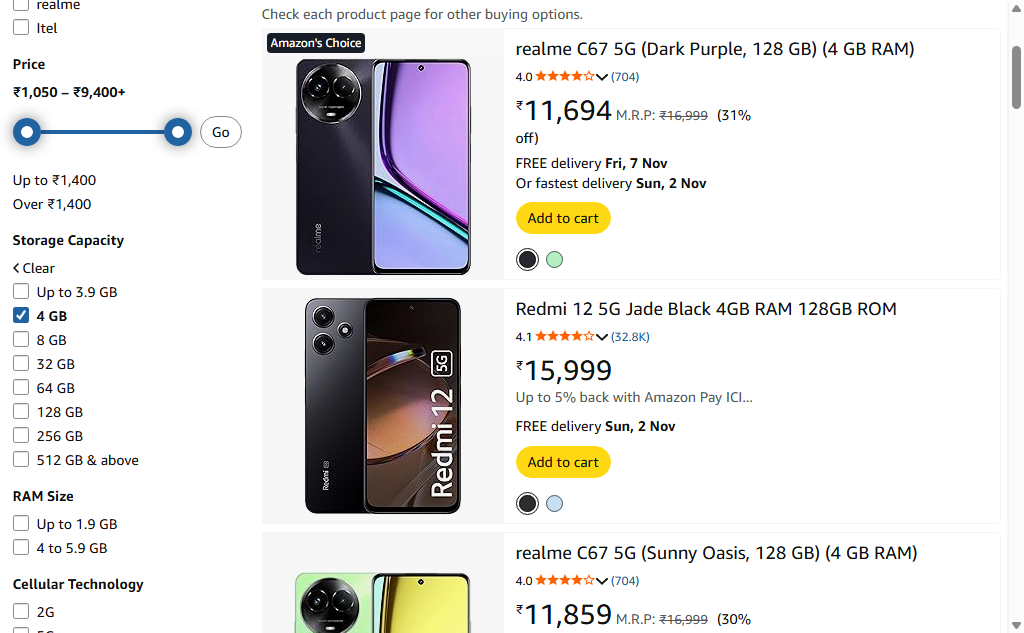 realme
Itel
Price
₹1,050 – ₹9,400+
Go
Up to ₹1,400
Over ₹1,400
Storage Capacity
Clear
Up to 3.9 GB
4 GB
8 GB
32 GB
64 GB
128 GB
256 GB
512 GB & above
RAM Size
Up to 1.9 GB
4 to 5.9 GB
Cellular Technology
2G
5G
Check each product page for other buying options.
Amazon's Choice
realme
realme C67 5G (Dark Purple, 128 GB) (4 GB RAM)
4.0 (704)
₹11,694 M.R.P: ₹16,999 (31%
off)
FREE delivery Fri, 7 Nov
Or fastest delivery Sun, 2 Nov
Add to cart
Redmi 5G
Redmi 12 5G
Redmi 12 5G Jade Black 4GB RAM 128GB ROM
4.1 (32.8K)
₹15,999
Up to 5% back with Amazon Pay ICI...
FREE delivery Sun, 2 Nov
Add to cart
realme C67 5G (Sunny Oasis, 128 GB) (4 GB RAM)
4.0 (704)
₹11,859 M.R.P: ₹16,999 (30%